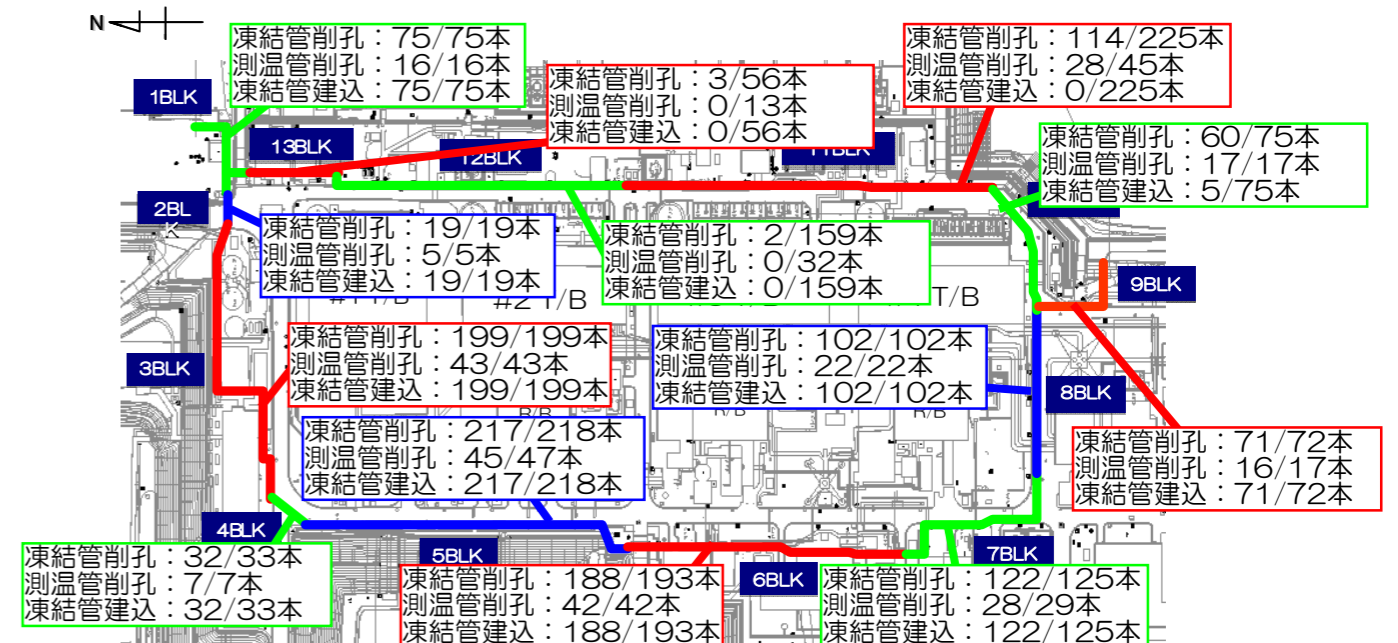 N
凍結管削孔：75/75本
測温管削孔：16/16本
凍結管建込：75/75本
凍結管削孔：3/56本
測温管削孔：0/13本
凍結管建込：0/56本
凍結管削孔：114/225本
測温管削孔：28/45本
凍結管建込：0/225本
1BLK
13BLK
12BLK
11BLK
凍結管削孔：60/75本
測温管削孔：17/17本
凍結管建込：5/75本
2BL
K
凍結管削孔：19/19本
測温管削孔：5/5本
凍結管建込：19/19本
凍結管削孔：2/159本
測温管削孔：0/32本
凍結管建込：0/159本
#1 T/B
#2 T/B
T/B
9BLK
凍結管削孔：199/199本
測温管削孔：43/43本
凍結管建込：199/199本
凍結管削孔：102/102本
測温管削孔：22/22本
凍結管建込：102/102本
3BLK
8BLK
R/B
R/B
R/B
凍結管削孔：217/218本
測温管削孔：45/47本
凍結管建込：217/218本
凍結管削孔：71/72本
測温管削孔：16/17本
凍結管建込：71/72本
4BLK
5BLK
6BLK
7BLK
凍結管削孔：32/33本
測温管削孔：7/7本
凍結管建込：32/33本
凍結管削孔：188/193本
測温管削孔：42/42本
凍結管建込：188/193本
凍結管削孔：122/125本
測温管削孔：28/29本
凍結管建込：122/125本